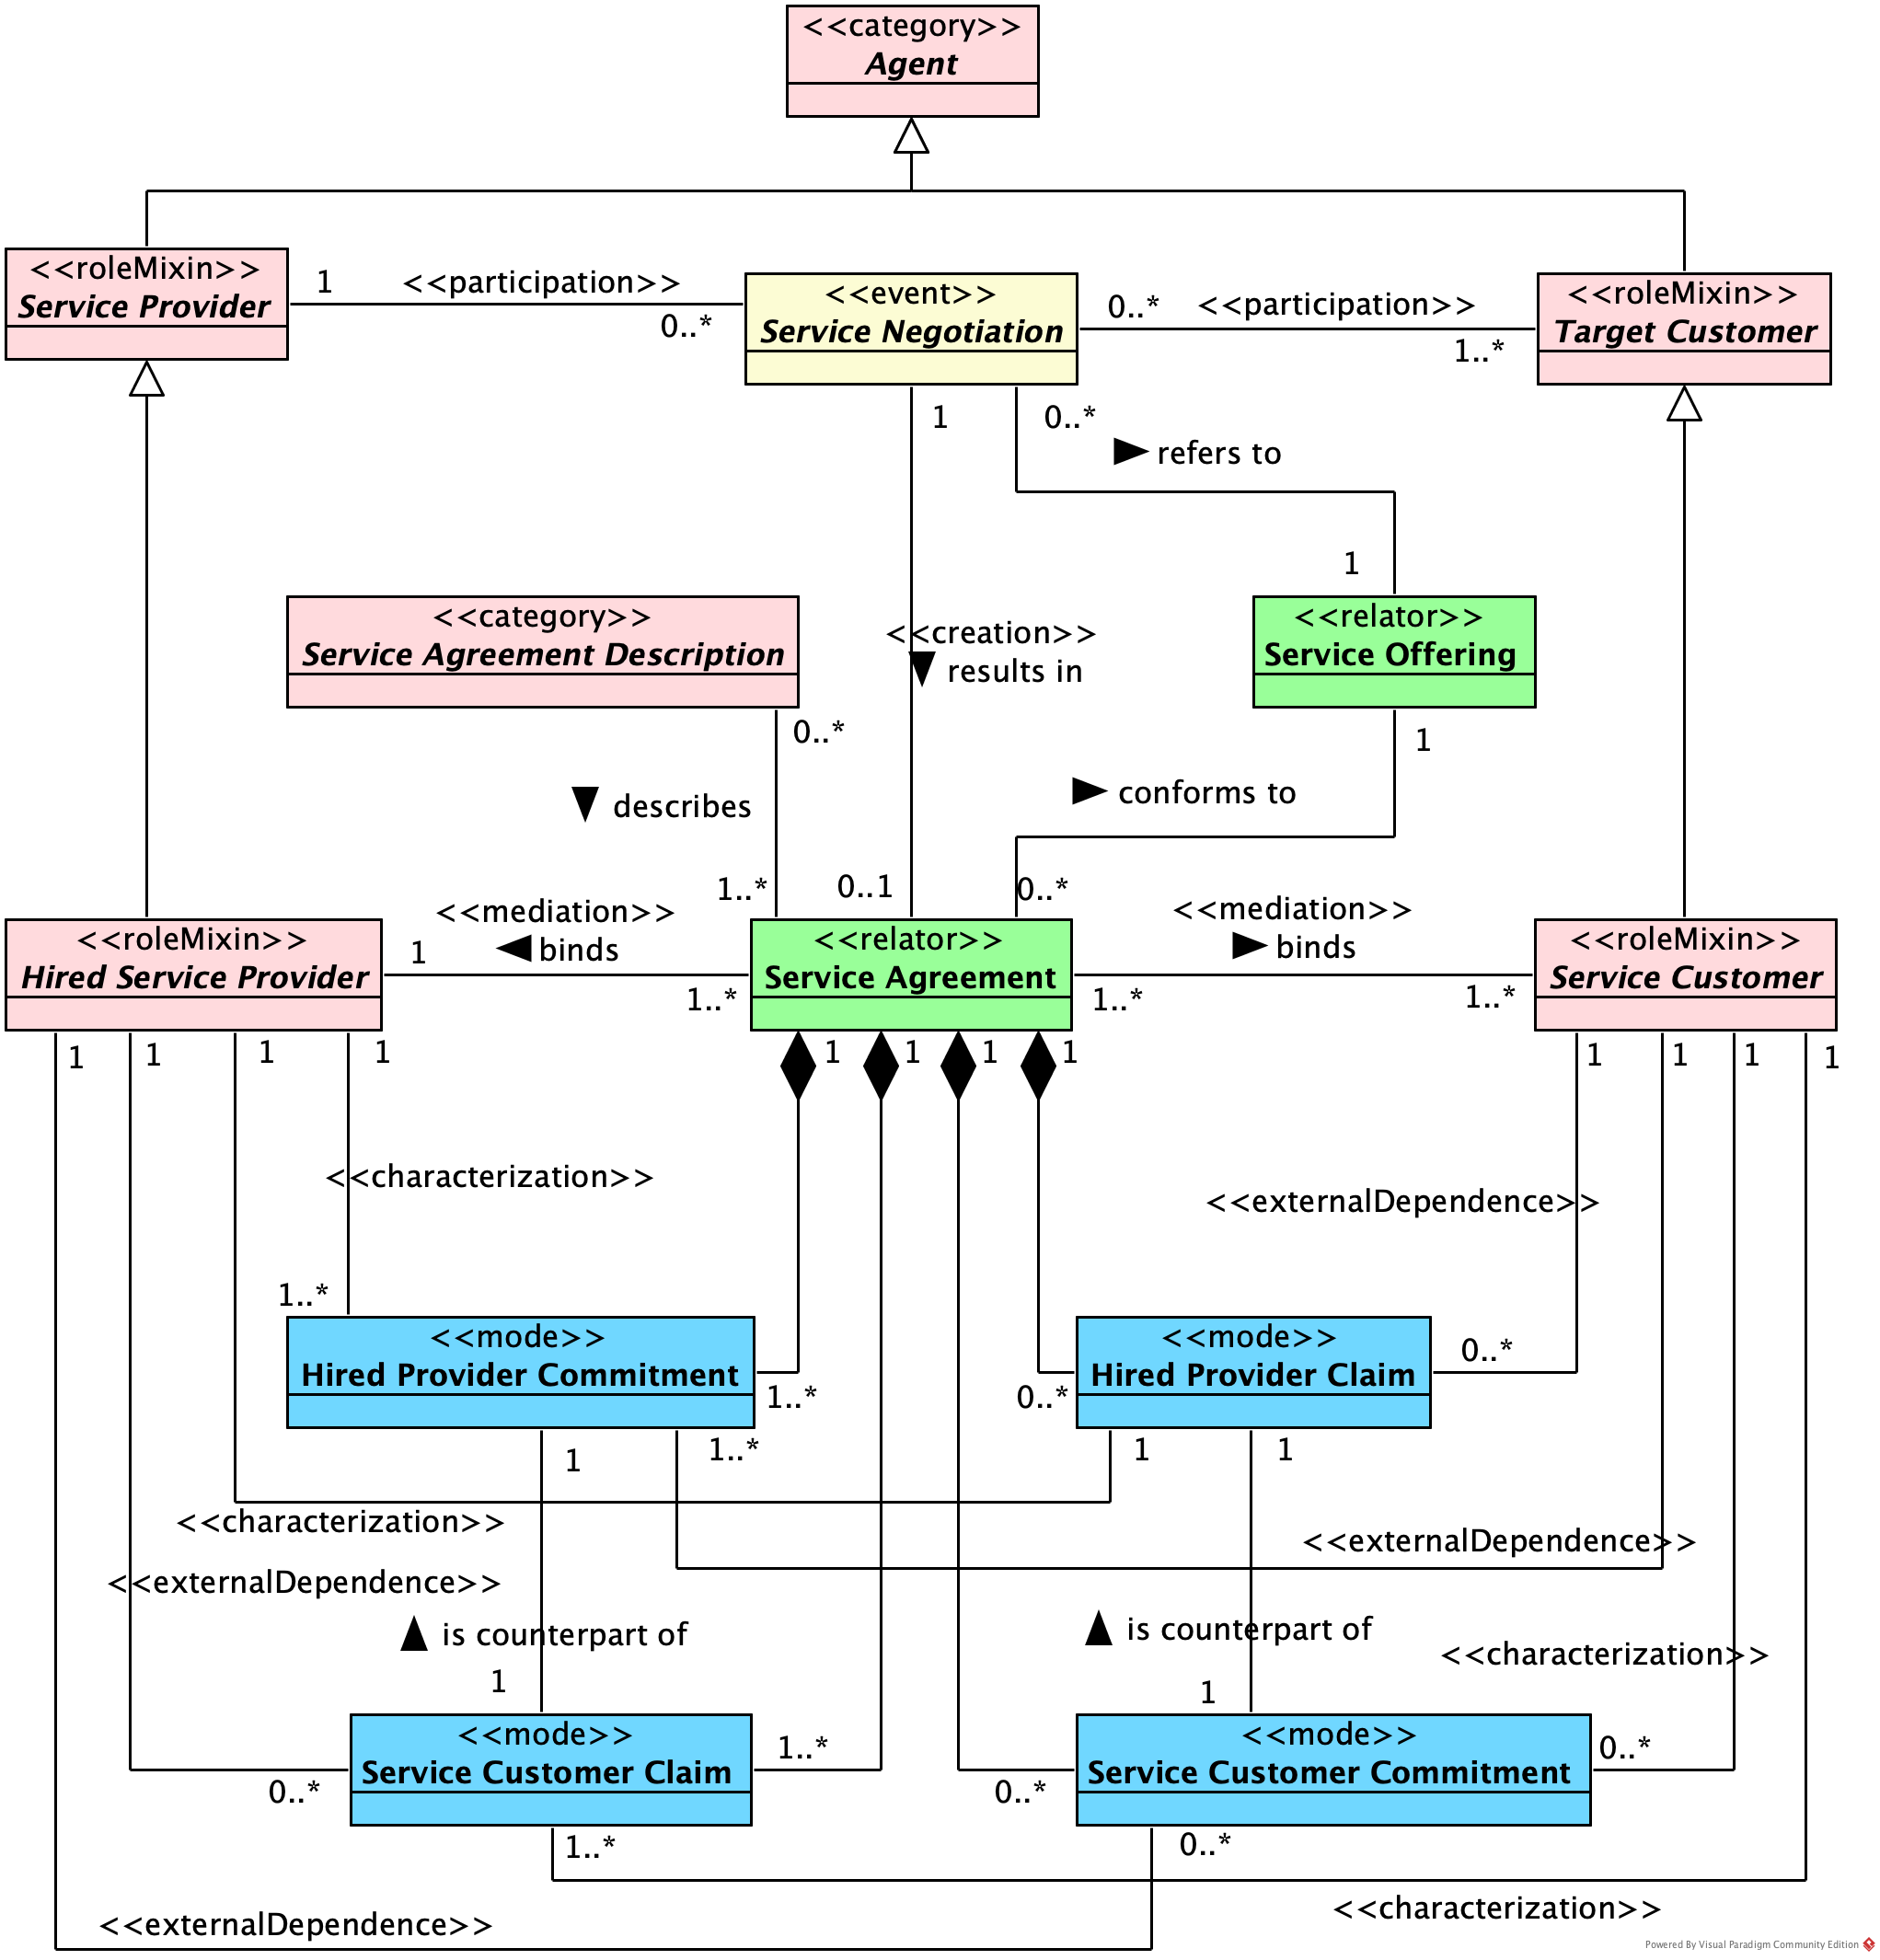 <<category>>
Agent
<<roleMixin>>
Service Provider
1
<<participation>>
0..*
<<event>>
Service Negotiation
0..*
<<participation>>
1..*
<<roleMixin>>
Target Customer
1
0..*
refers to
1
<<category>>
Service Agreement Description
<<creation>>
results in
<<relator>>
Service Offering
0..*
1
describes
conforms to
1..*
0..1
0..*
<<roleMixin>>
Hired Service Provider
<<mediation>>
binds
1
1..*
<<relator>>
Service Agreement
<<mediation>>
binds
1..*
1..*
<<roleMixin>>
Service Customer
1
1
1
1
1
1
1
1
1
1
1
1
<<characterization>>
<<externalDependence>>
1..*
<<mode>>
Hired Provider Commitment
1..*
<<mode>>
Hired Provider Claim
0..*
0..*
1
1..*
1
1
<<characterization>>
<<externalDependence>>
<<externalDependence>>
is counterpart of
is counterpart of
<<characterization>>
1
1
<<mode>>
Service Customer Claim
1..*
0..*
<<mode>>
Service Customer Commitment
0..*
0..*
1..*
0..*
<<characterization>>
<<externalDependence>>
Powered By Visual Paradigm Community Edition